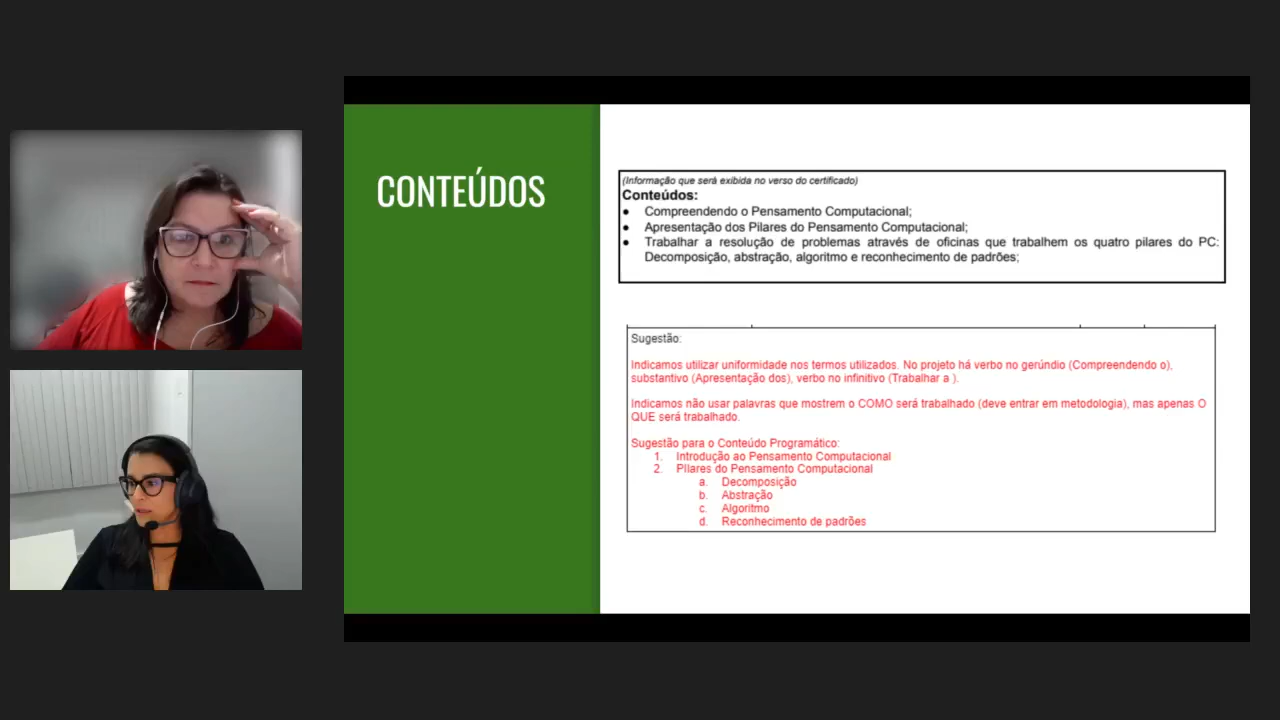 CONTEÚDOS
(Informação que será exibida no verso do certificado)
Conteúdos:
● Compreendendo o Pensamento Computacional;
● Apresentação dos Pilares do Pensamento Computacional;
● Trabalhar a resolução de problemas através de oficinas que trabalhem os quatro pilares do PC:
Decomposição, abstração, algoritmo e reconhecimento de padrões;
Sugestão:
Indicamos utilizar uniformidade nos termos utilizados. No projeto há verbo no gerúndio (Compreendendo o),
substantivo (Apresentação dos), verbo no infinitivo (Trabalhar a ).
Indicamos não usar palavras que mostrem o COMO será trabalhado (deve entrar em metodologia), mas apenas O
QUE será trabalhado.
Sugestão para o Conteúdo Programático:
1. Introdução ao Pensamento Computacional
2. Pilares do Pensamento Computacional
a. Decomposição
b. Abstração
c. Algoritmo
d. Reconhecimento de padrões